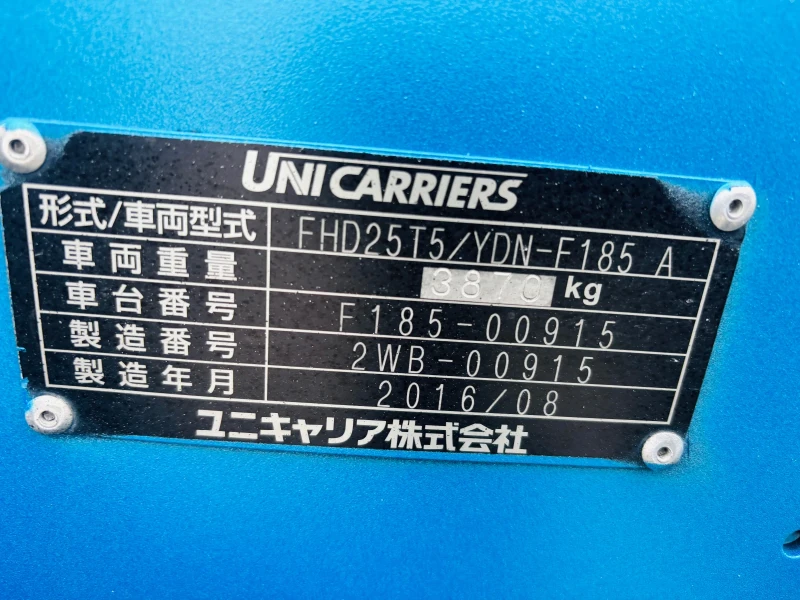 UNICARRIERS
形式/車両型式 FHD25T5/YDN-F185 A
車両重量 3870 kg
車台番号 F185-00915
製造番号 2WB-00915
製造年月 2016/08
ユニキャリア株式会社